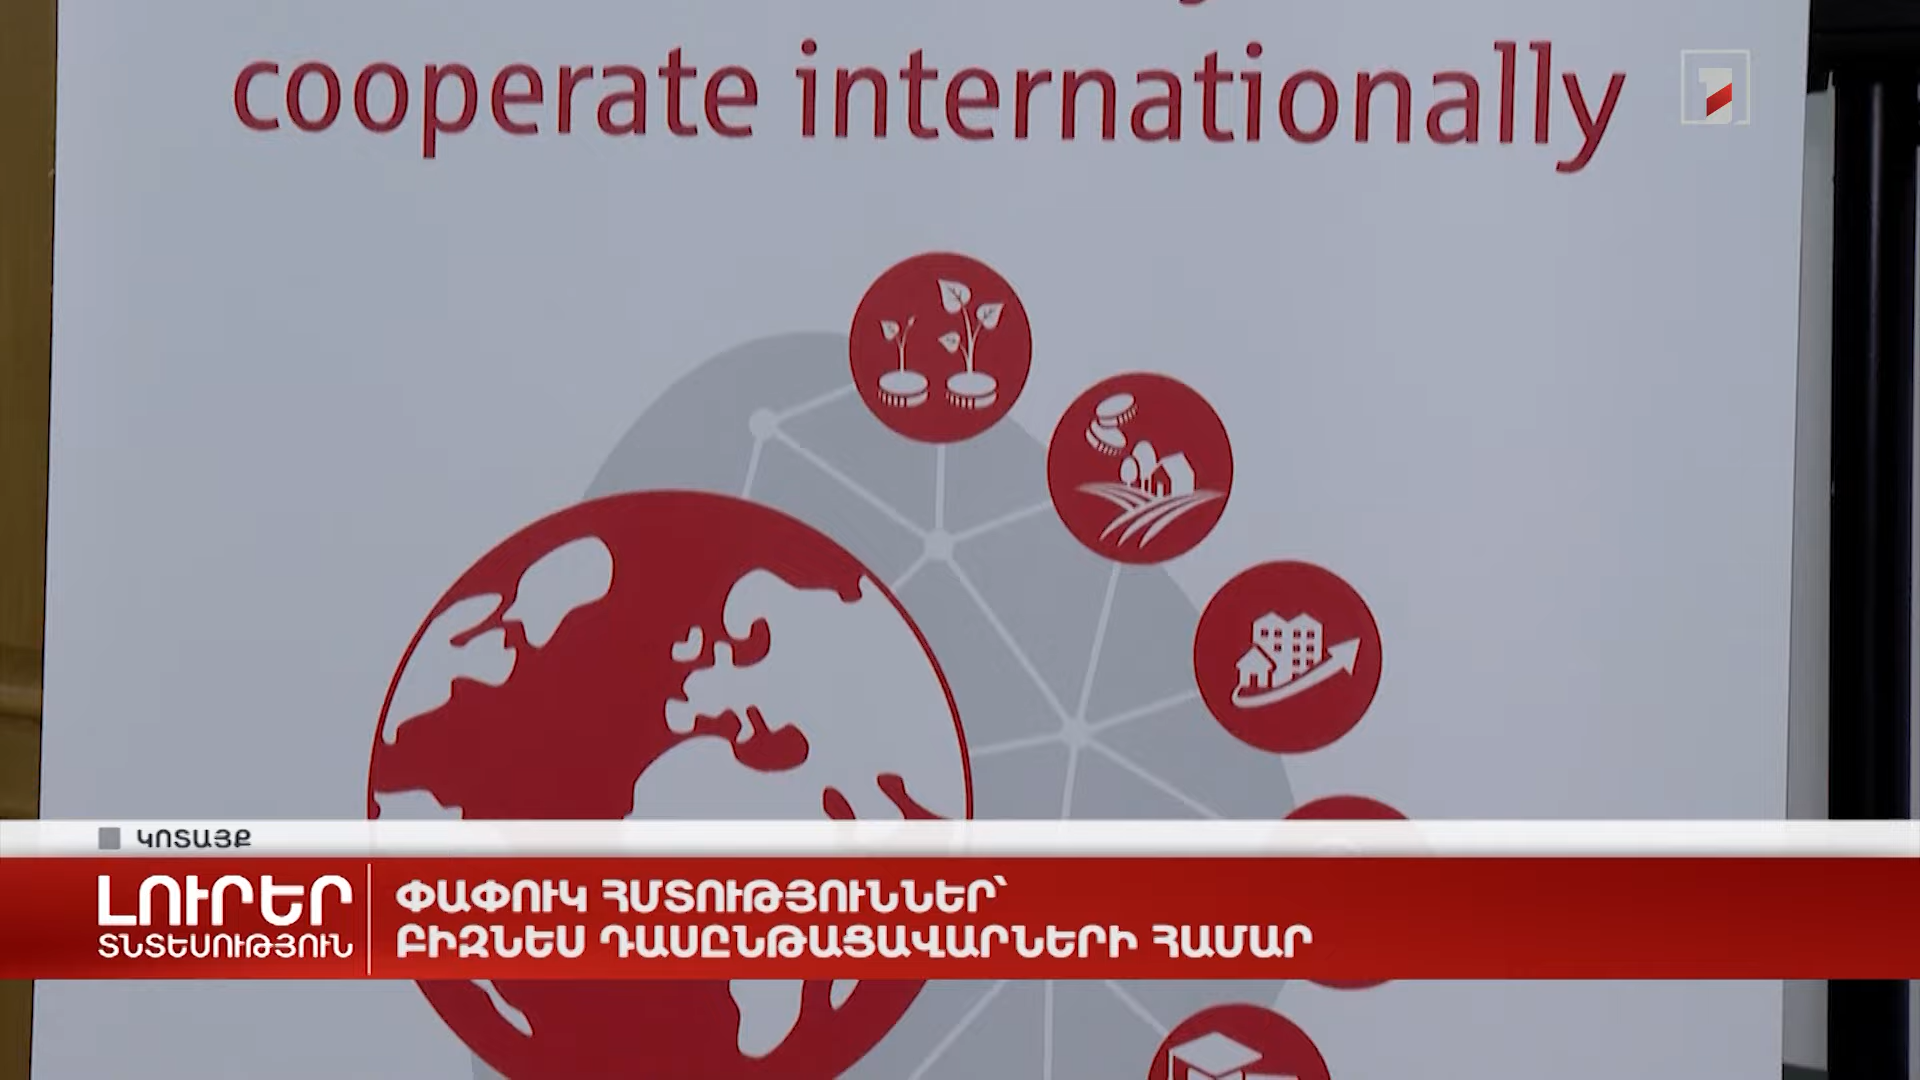 cooperate internationally
ԿՈՏԱՅՔ
ԼՈՒՐԵՐ
ՏՆՏԵՍՈՒԹՅՈՒՆ
ՓԱՓՈՒԿ ՀՄՏՈՒԹՅՈՒՆՆԵՐ՝
ԲԻԶՆԵՍ ԴԱՍԸՆԹԱՑԱՎԱՐՆԵՐԻ ՀԱՄԱՐ